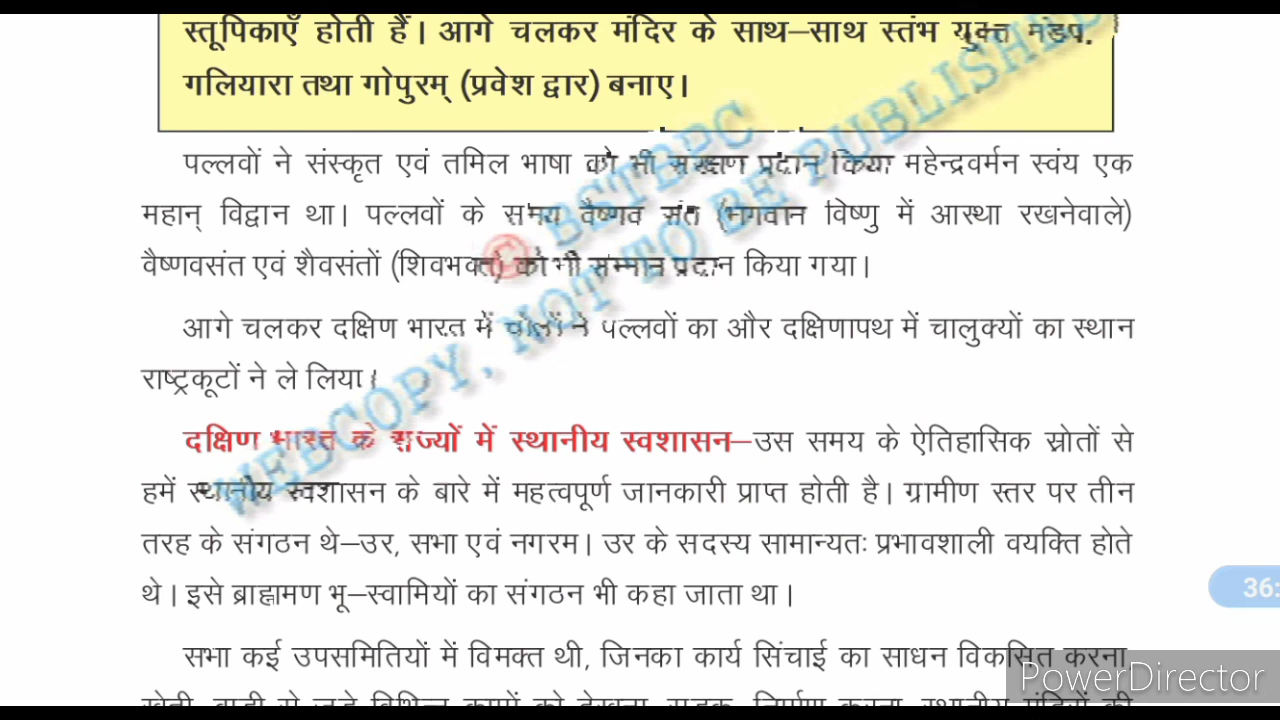 स्तूपिकाएँ होती हैं। आगे चलकर मंदिर के साथ–साथ स्तंभ युक्त मंडप,
गलियारा तथा गोपुरम् (प्रवेश द्वार) बनाए।
पल्लवों ने संस्कृत एवं तमिल भाषा को भी संरक्षण प्रदान किया महेन्द्रवर्मन स्वंय एक
महान् विद्वान था। पल्लवों के समय वैष्णव संत (भगवान विष्णु में आस्था रखनेवाले)
वैष्णवसंत एवं शैवसंतों (शिवभक्त) को भी सम्मान प्रदान किया गया।
आगे चलकर दक्षिण भारत में चोलों ने पल्लवों का और दक्षिणापथ में चालुक्यों का स्थान
राष्ट्रकूटों ने ले लिया।
दक्षिण भारत के राज्यों में स्थानीय स्वशासन–उस समय के ऐतिहासिक स्रोतों से
हमें स्थानीय स्वशासन के बारे में महत्वपूर्ण जानकारी प्राप्त होती है। ग्रामीण स्तर पर तीन
तरह के संगठन थे–उर, सभा एवं नगरम। उर के सदस्य सामान्यतः प्रभावशाली वयक्ति होते
थे। इसे ब्राह्मामण भू–स्वामियों का संगठन भी कहा जाता था।
सभा कई उपसमितियों में विमक्त थी, जिनका कार्य सिंचाई का साधन विकसित करना,
© BSTBPC
WEBCOPY, NOT TO BE PUBLISHED
36
PowerDirector